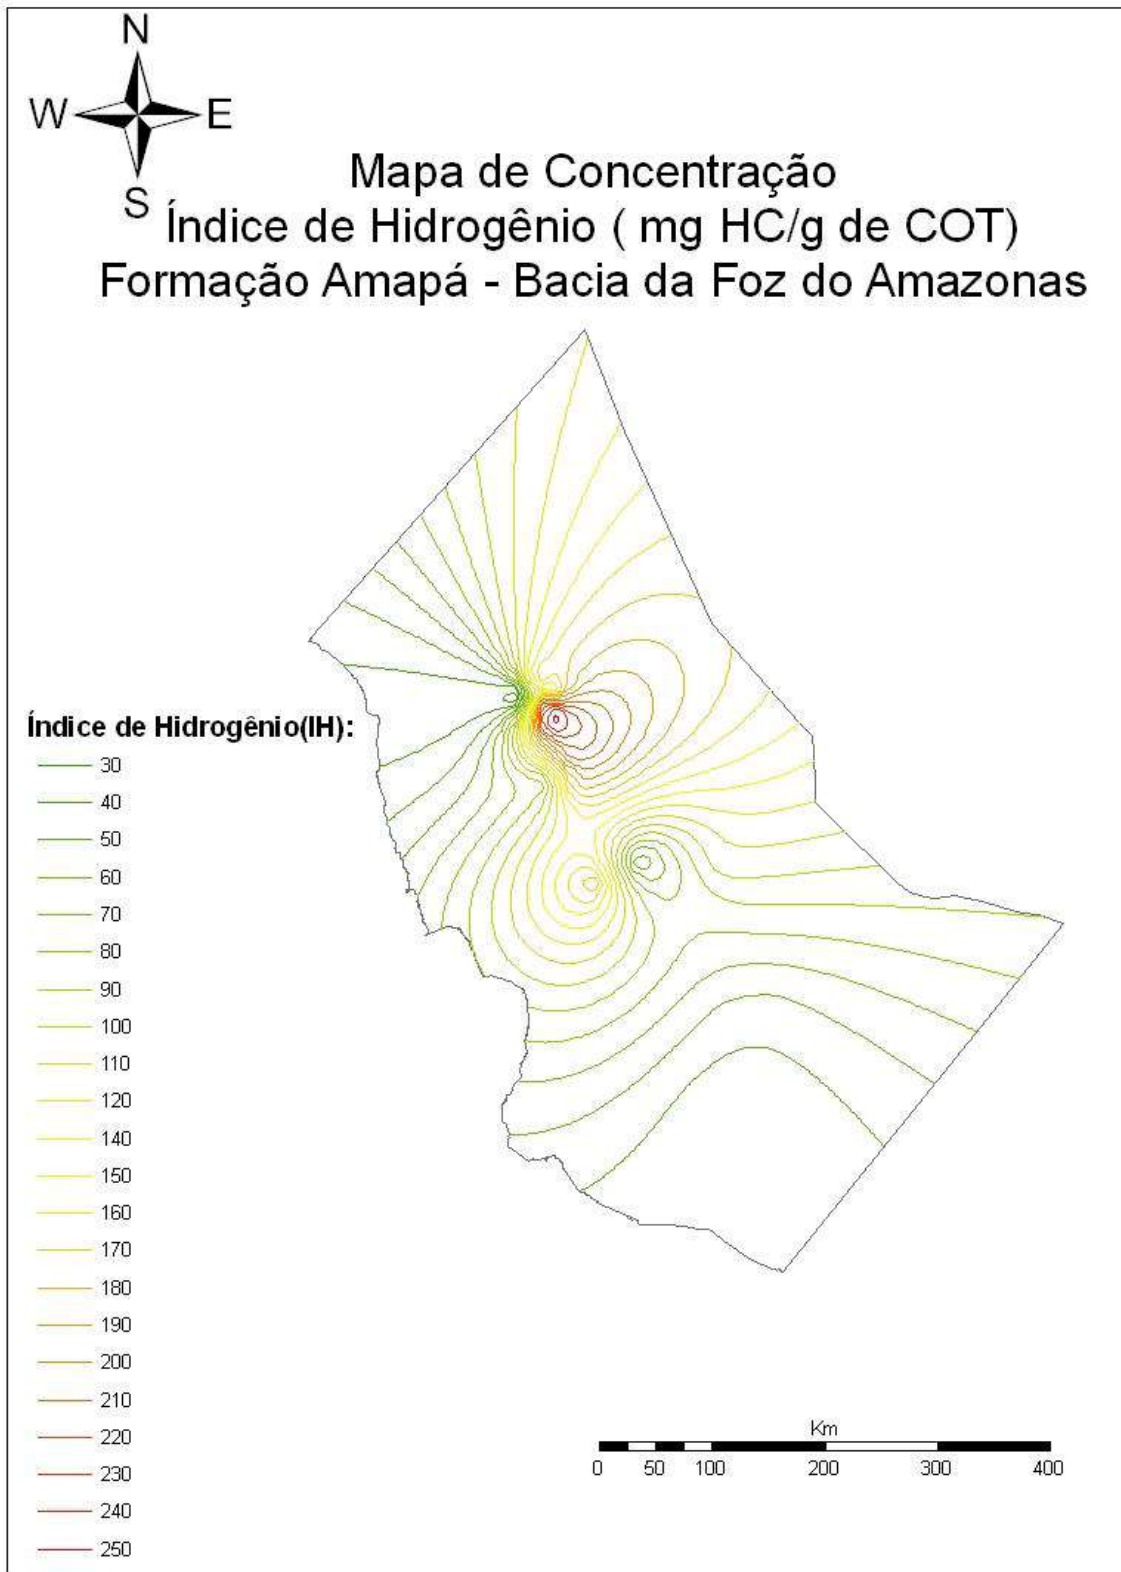 N
W E
S
Mapa de Concentração
Índice de Hidrogênio ( mg HC/g de COT)
Formação Amapá - Bacia da Foz do Amazonas
Índice de Hidrogênio(IH):
30
40
50
60
70
80
90
100
110
120
140
150
160
170
180
190
200
210
220
230
240
250
Km
0 50 100 200 300 400